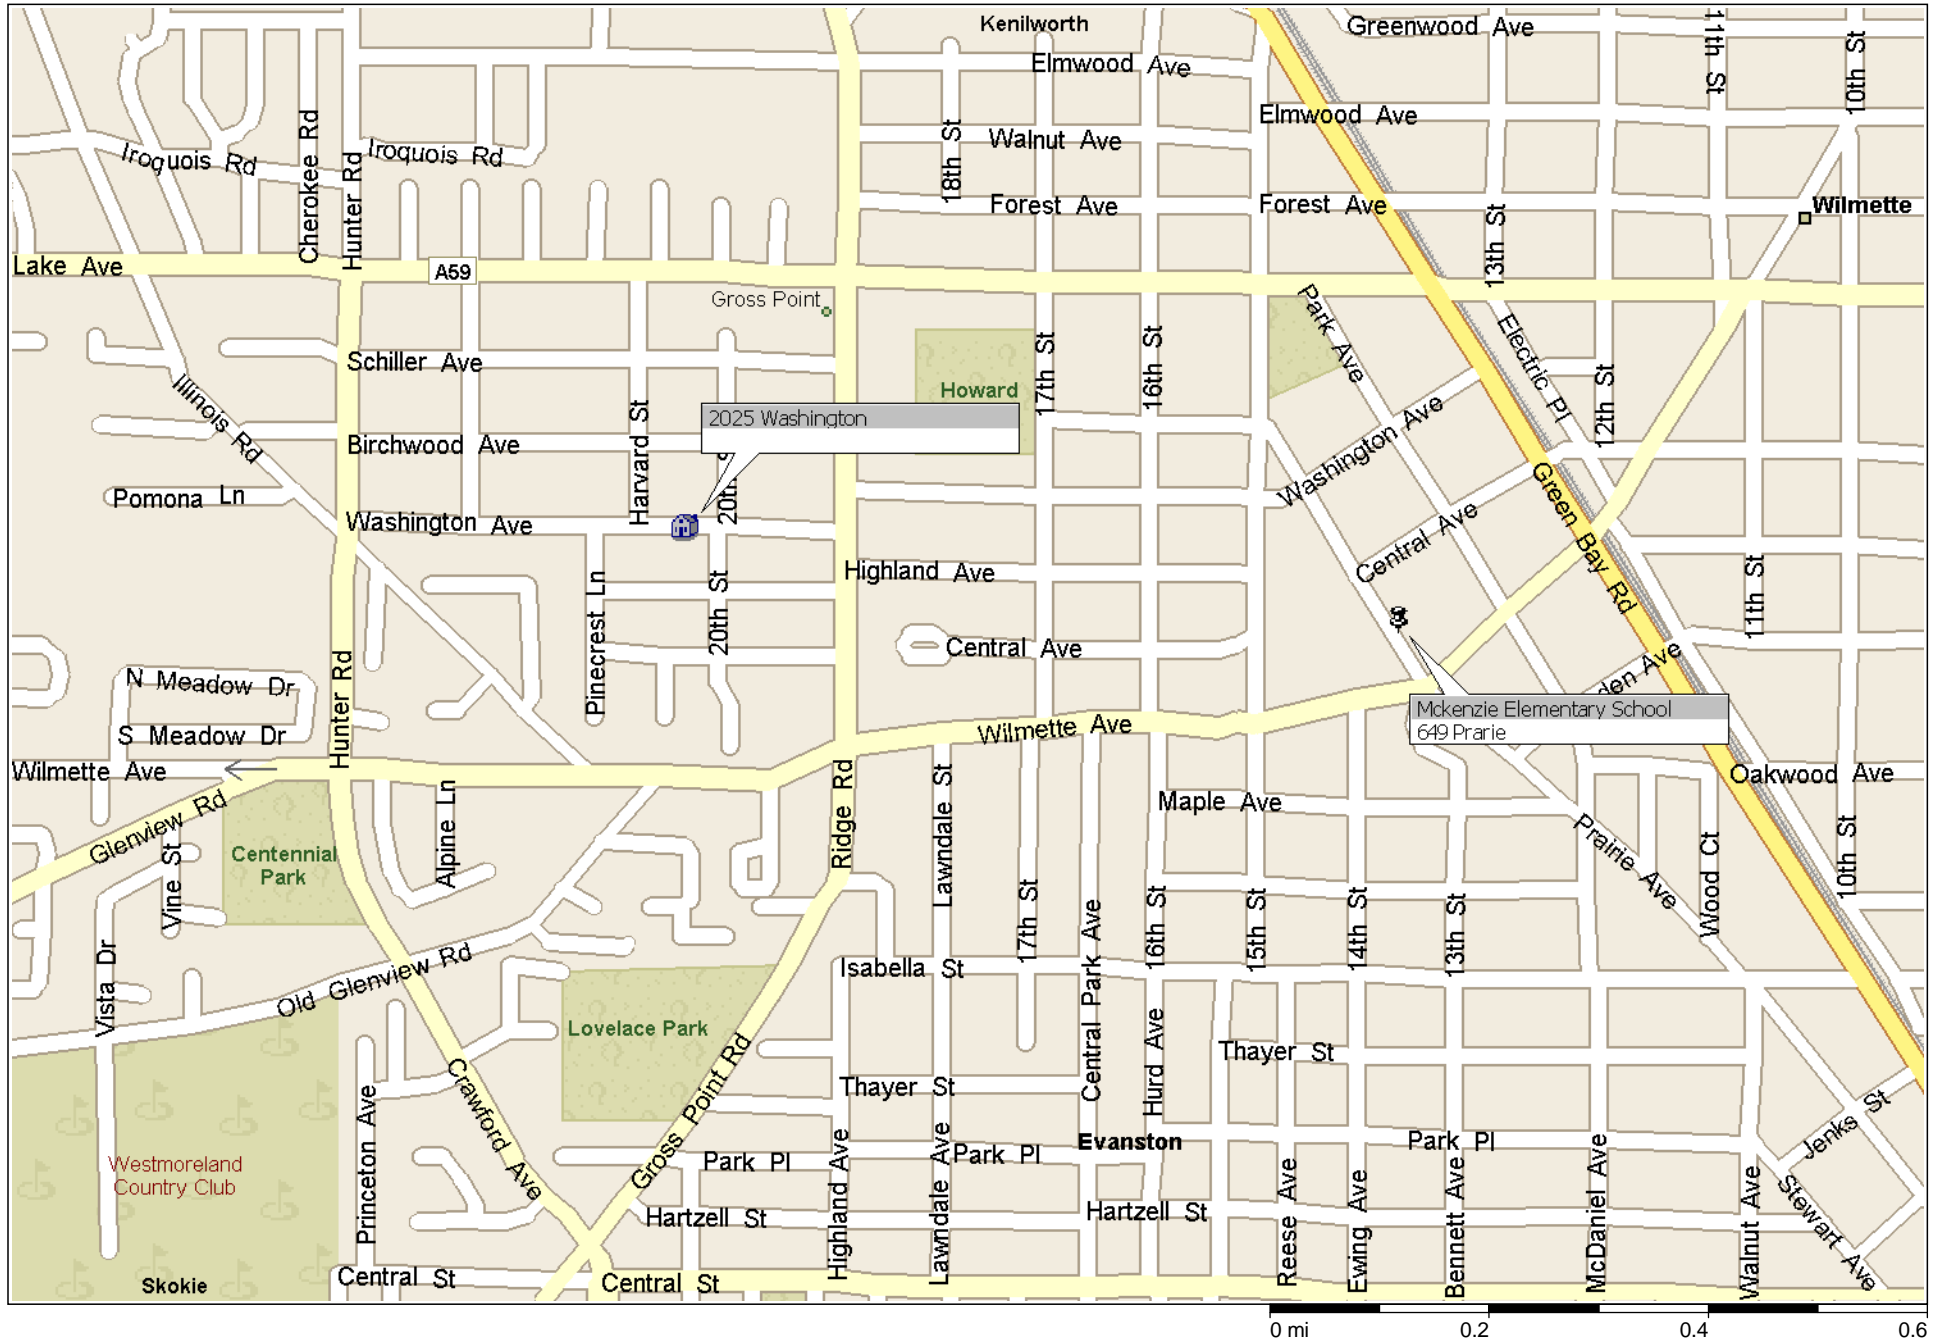 Kenilworth
Greenwood Ave
11th St
10th St
Elmwood Ave
Elmwood Ave
Cherokee Rd
Hunter Rd
Iroquois Rd
Iroquois Rd
18th St
Walnut Ave
Forest Ave
Forest Ave
13th St
Wilmette
Lake Ave
A59
Gross Point
Park Ave
Electric Pl
Schiller Ave
17th St
16th St
12th St
Howard
Illinois Rd
Harvard St
2025 Washington
Birchwood Ave
Washington Ave
Pomona Ln
20th
Washington Ave
Central Ave
Green Bay Rd
Highland Ave
Pinecrest Ln
20th St
11th St
Central Ave
Hunter Rd
N Meadow Dr
den Ave
Mckenzie Elementary School
649 Prarie
S Meadow Dr
Wilmette Ave
Wilmette Ave
Oakwood Ave
Glenview Rd
Alpine Ln
Ridge Rd
Lawndale St
Maple Ave
Prairie Ave
Wood Ct
10th St
Centennial
Park
Vine St
Vista Dr
17th St
Central Park Ave
16th St
15th St
14th St
13th St
Old Glenview Rd
Isabella St
Lovelace Park
Gross Point Rd
Hurd Ave
Thayer St
Thayer St
Crawford Ave
Princeton Ave
Jenks St
Evanston
Park Pl
Park Pl
Park Pl
Westmoreland
Country Club
Highland Ave
Lawndale Ave
Hartzell St
Hartzell St
Reese Ave
Ewing Ave
Bennett Ave
McDaniel Ave
Walnut Ave
Stewart Ave
Skokie
Central St
Central St
0 mi 0.2 0.4 0.6